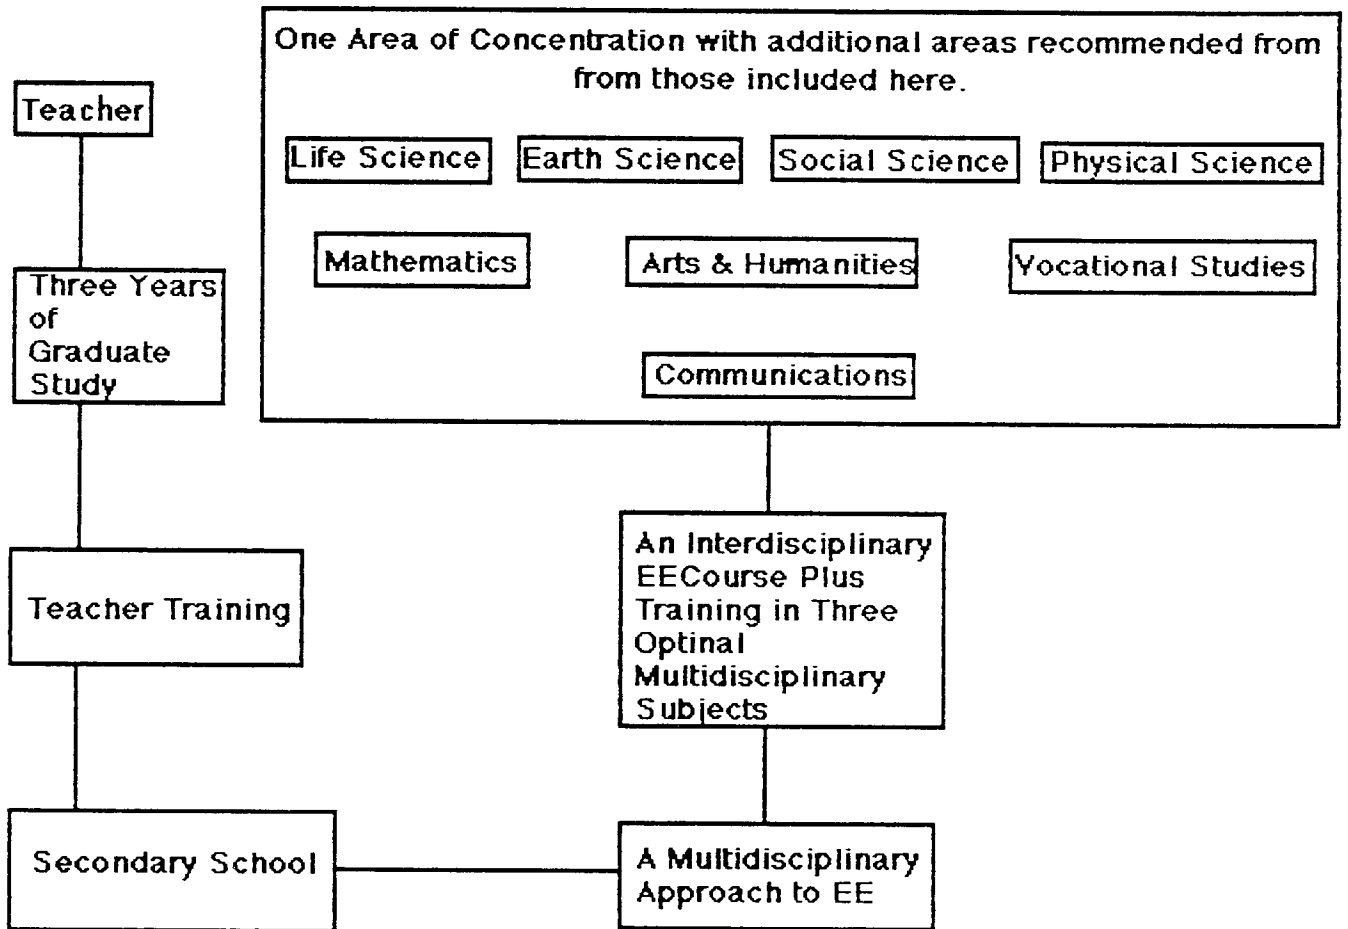 One Area of Concentration with additional areas recommended from
from those included here.
Teacher
Life Science
Earth Science
Social Science
Physical Science
Mathematics
Arts & Humanities
Vocational Studies
Three Years
of
Graduate
Study
Communications
An Interdisciplinary
EECourse Plus
Training in Three
Optinal
Multidisciplinary
Subjects
Teacher Training
Secondary School
A Multidisciplinary
Approach to EE